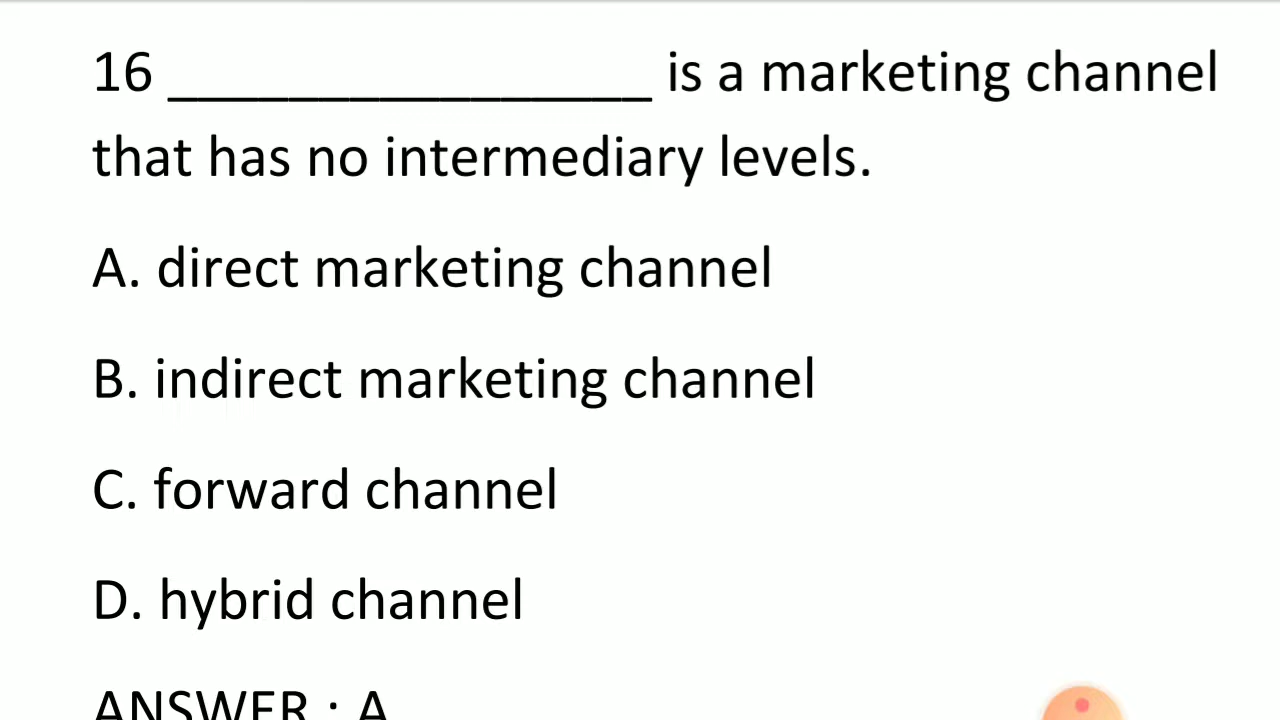 16 ________________ is a marketing channel
that has no intermediary levels.
A. direct marketing channel
B. indirect marketing channel
C. forward channel
D. hybrid channel
ANSWER : A